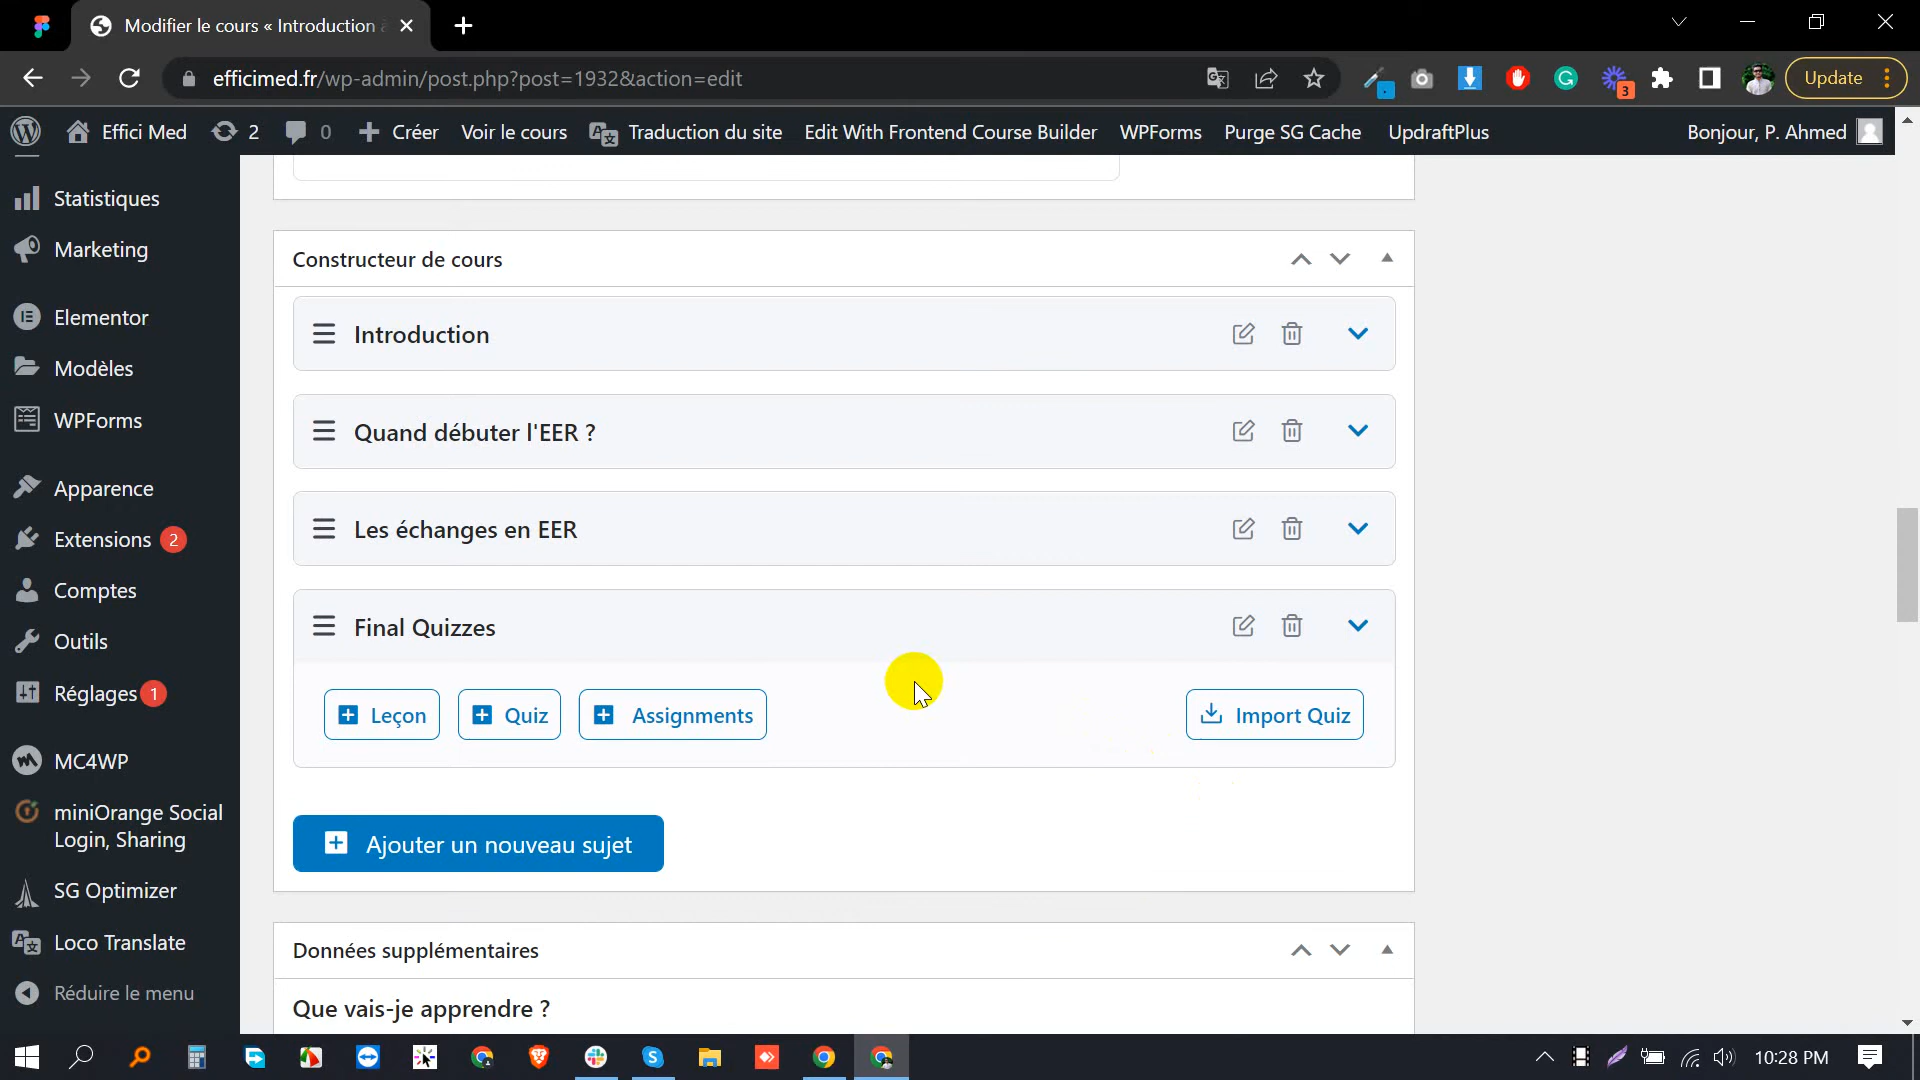 Modifier le cours « Introduction à
efficimed.fr/wp-admin/post.php?post=1932&action=edit
3
Update
Effici Med
2
0
Créer
Voir le cours
Traduction du site
Edit With Frontend Course Builder
WPForms
Purge SG Cache
UpdraftPlus
Bonjour, P. Ahmed
Statistiques
Marketing
Elementor
Modèles
WPForms
Apparence
Extensions 2
Comptes
Outils
Réglages 1
MC4WP
miniOrange Social
Login, Sharing
SG Optimizer
Loco Translate
Réduire le menu
Constructeur de cours
Introduction
Quand débuter l'EER ?
Les échanges en EER
Final Quizzes
Leçon
Quiz
Assignments
Import Quiz
Ajouter un nouveau sujet
Données supplémentaires
Que vais-je apprendre ?
10:28 PM